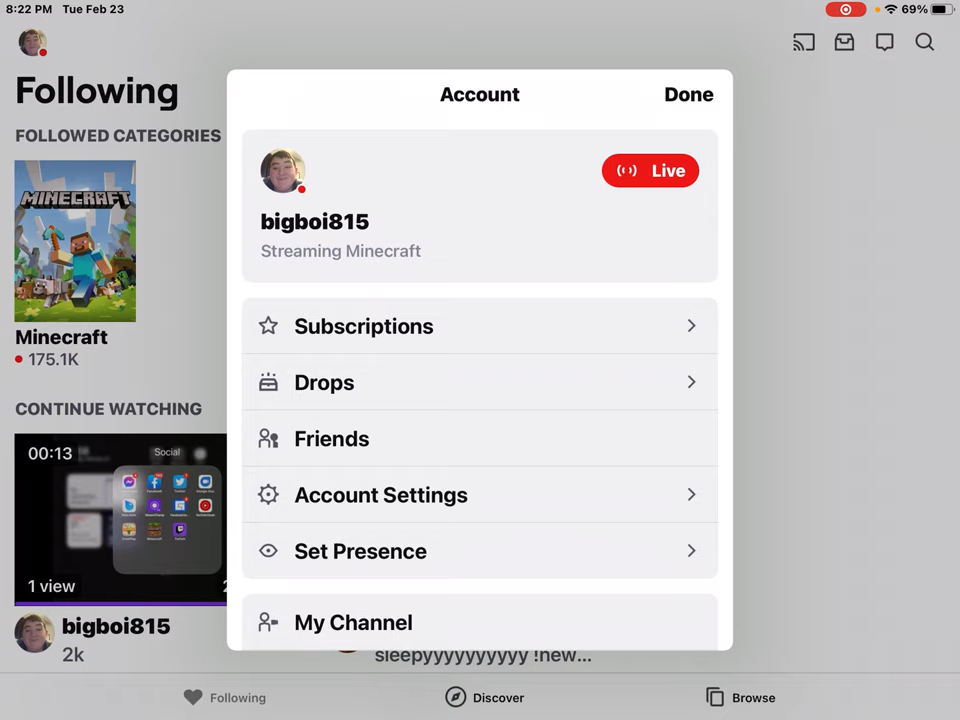 8:22 PM Tue Feb 23
69%
Following
FOLLOWED CATEGORIES
MINECRAFT
Minecraft
175.1K
CONTINUE WATCHING
00:13
Social
1 view
bigboi815
2k
sleepyyyyyyyyyy !new...
Account
Done
Live
bigboi815
Streaming Minecraft
Subscriptions
Drops
Friends
Account Settings
Set Presence
My Channel
Following
Discover
Browse